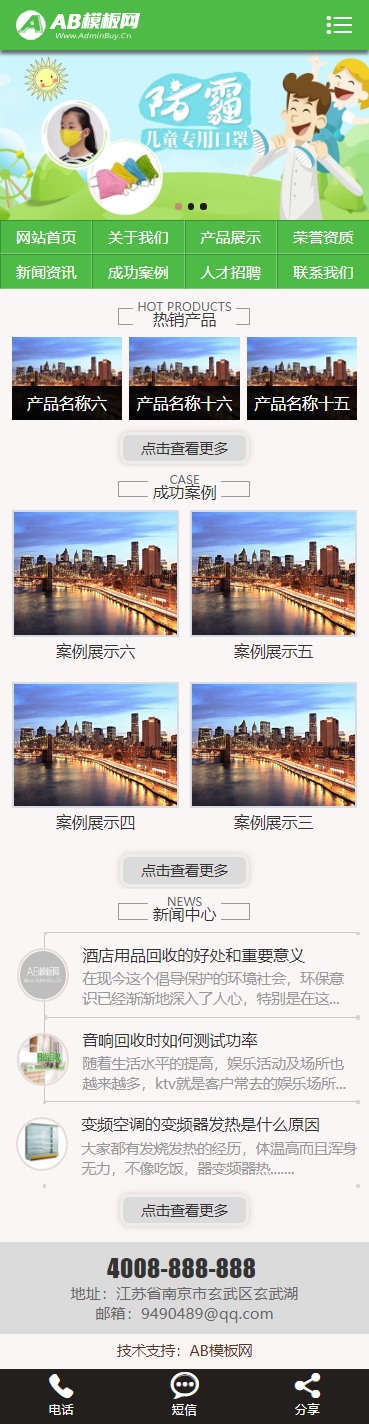 AB模板网
Www.AdminBuy.Cn
防霾
儿童专用口罩
网站首页 关于我们 产品展示 荣誉资质
新闻资讯 成功案例 人才招聘 联系我们
HOT PRODUCTS
热销产品
产品名称六 产品名称十六 产品名称十五
点击查看更多
CASE
成功案例
案例展示六 案例展示五
案例展示四 案例展示三
点击查看更多
NEWS
新闻中心
AB模板网
酒店用品回收的好处和重要意义
在现今这个倡导保护的环境社会，环保意
识已经渐渐地深入了人心，特别是在这...
音响回收时如何测试功率
随着生活水平的提高，娱乐活动及场所也
越来越多，ktv就是客户常去的娱乐场所...
变频空调的变频器发热是什么原因
大家都有发烧发热的经历，体温高而且浑身
无力，不像吃饭，器变频器热.......
点击查看更多
4008-888-888
地址：江苏省南京市玄武区玄武湖
邮箱：9490489@qq.com
技术支持：AB模板网
电话 短信 分享